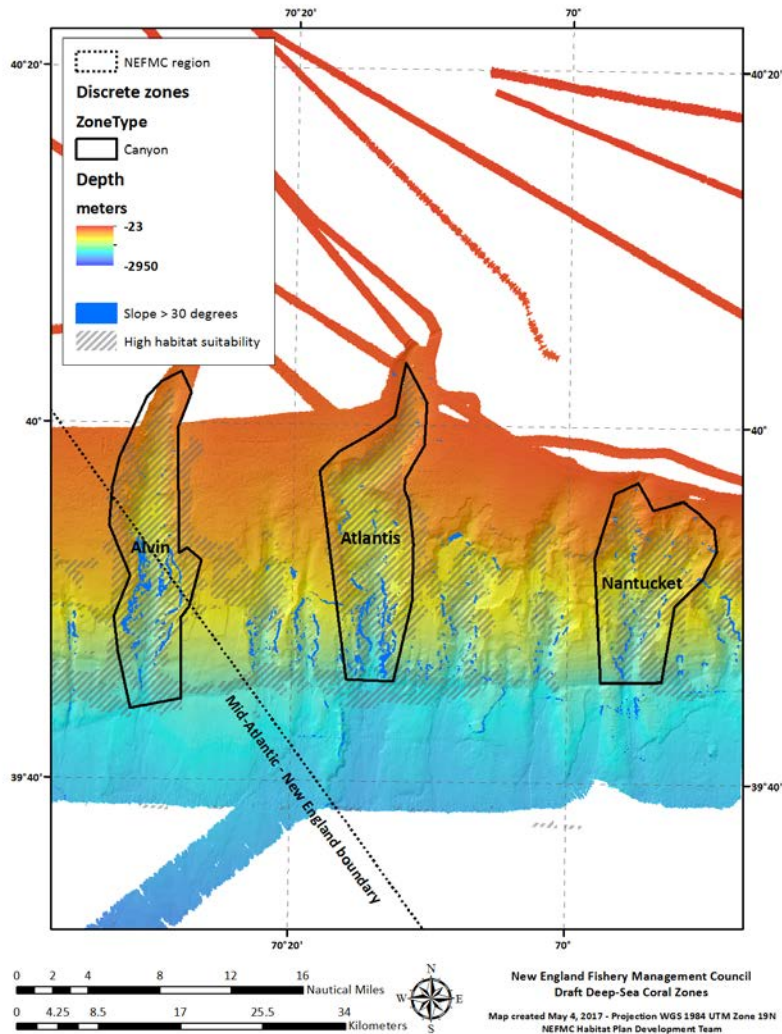 70°20'
70°
40°20'
40°20'
NEFMC region
Discrete zones
ZoneType
Canyon
Depth
meters
-23
-2950
Slope > 30 degrees
High habitat suitability
40°
40°
Alvin
Atlantis
Nantucket
Mid-Atlantic - New England boundary
39°40'
39°40'
70°20'
70°
0 2 4 8 12 16
Nautical Miles
0 4.25 8.5 17 25.5 34
Kilometers
N
W E
S
New England Fishery Management Council
Draft Deep-Sea Coral Zones
Map created May 4, 2017 - Projection WGS 1984 UTM Zone 19N
NEFMC Habitat Plan Development Team